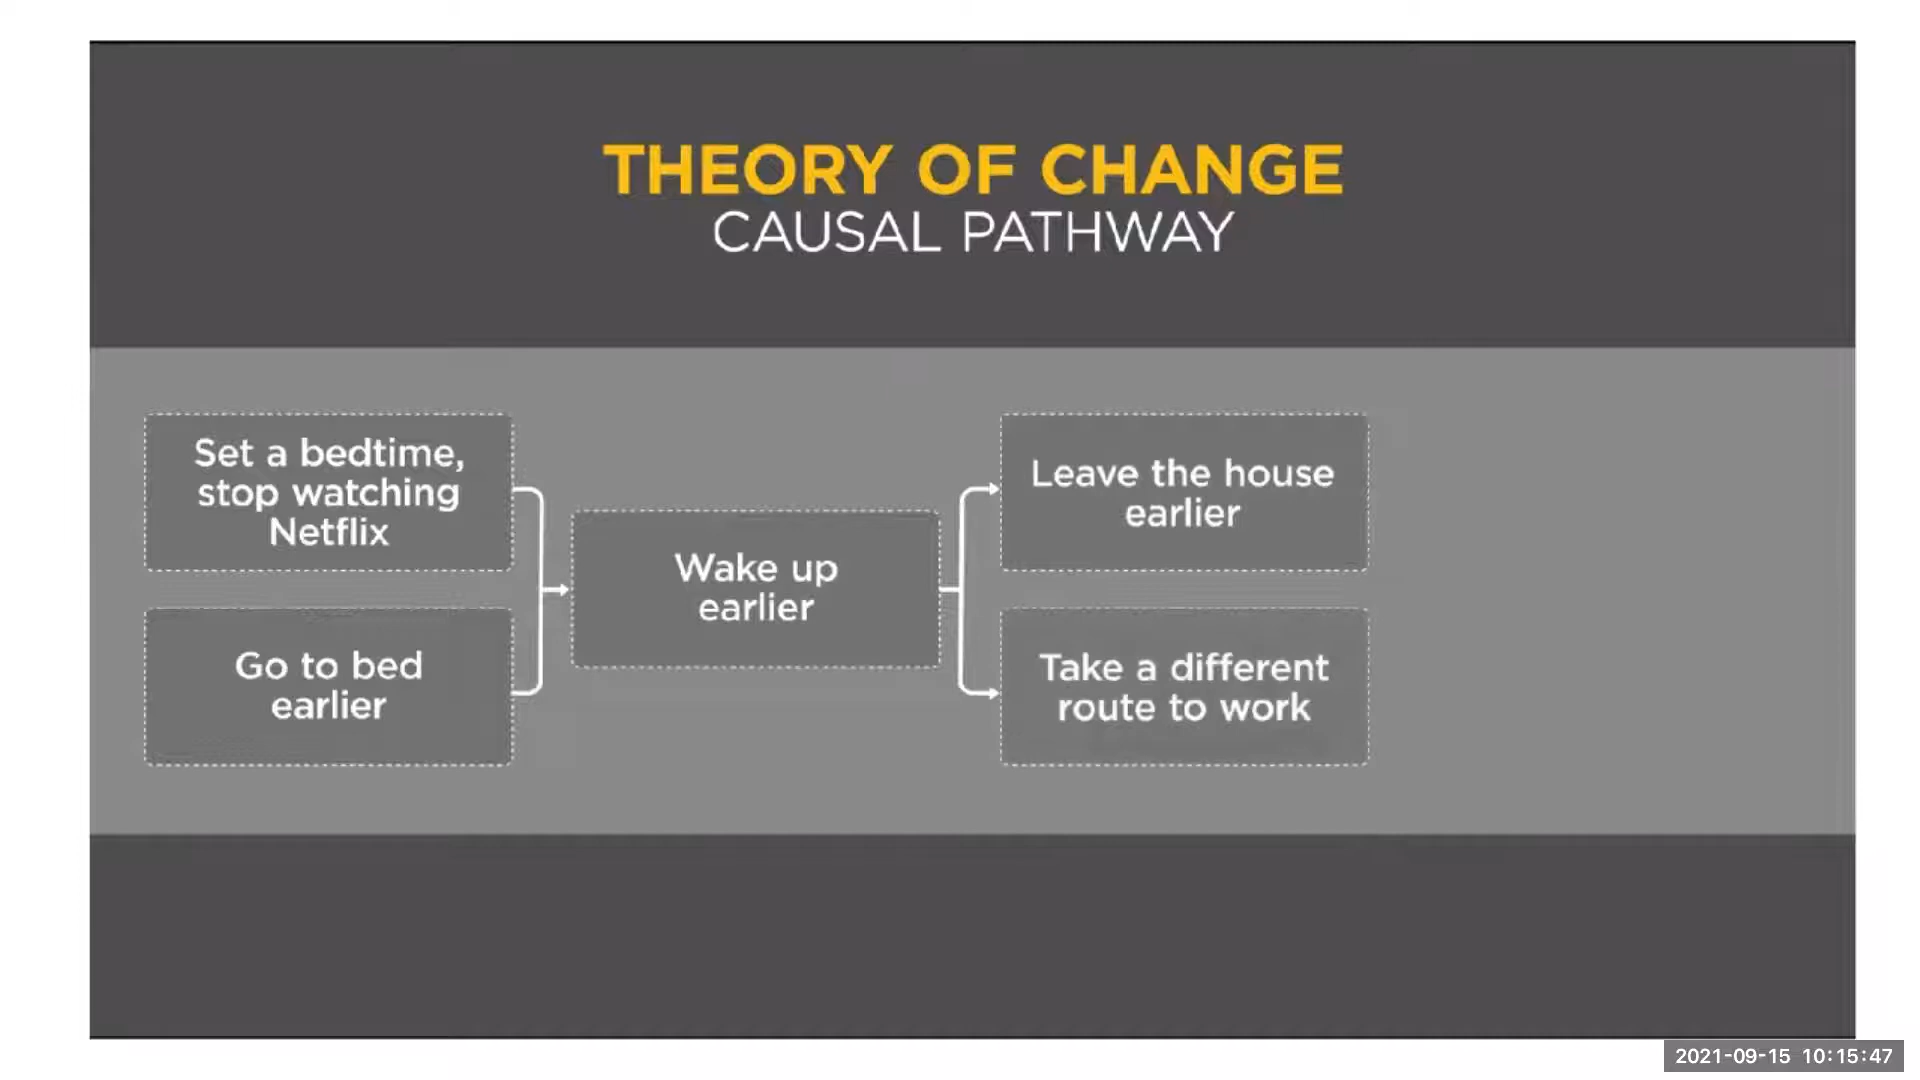 THEORY OF CHANGE
CAUSAL PATHWAY
Set a bedtime,
stop watching
Netflix
Go to bed
earlier
Wake up
earlier
Leave the house
earlier
Take a different
route to work
2021-09-15 10:15:47